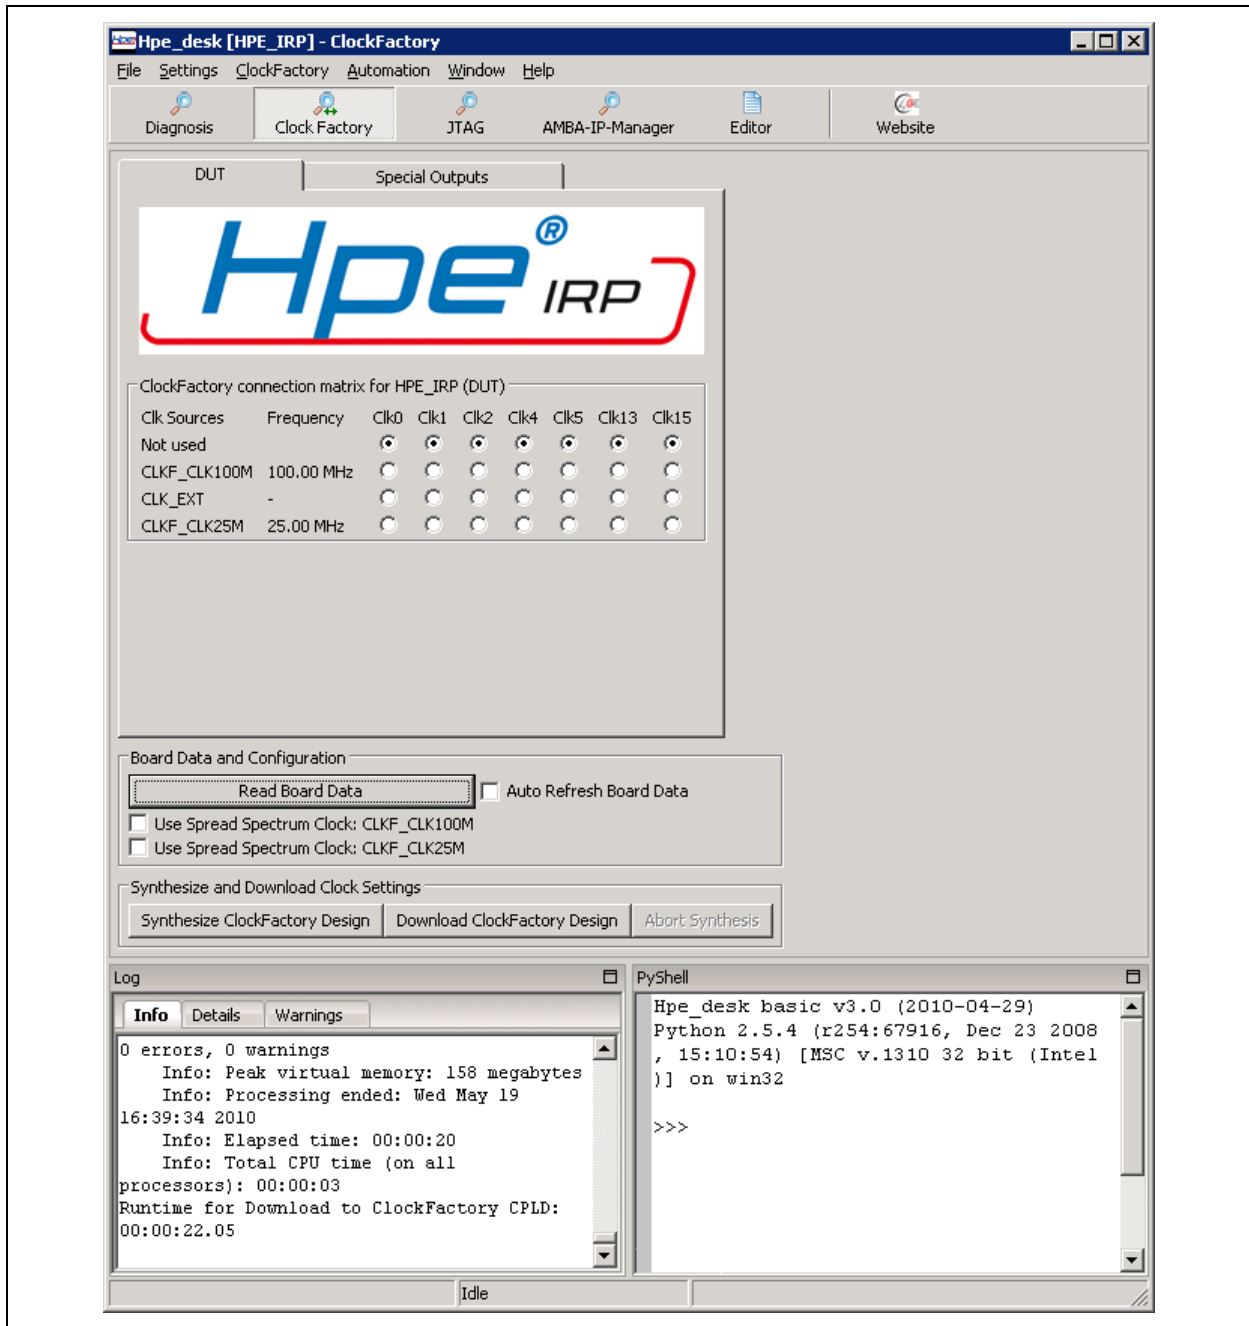 Hpe_desk [HPE_IRP] - ClockFactory
File Settings ClockFactory Automation Window Help
Diagnosis Clock Factory JTAG AMBA-IP-Manager Editor Website
DUT Special Outputs
Hpe® IRP
ClockFactory connection matrix for HPE_IRP (DUT)
Clk Sources Frequency Clk0 Clk1 Clk2 Clk4 Clk5 Clk13 Clk15
Not used
CLKF_CLK100M 100.00 MHz
CLK_EXT -
CLKF_CLK25M 25.00 MHz
Board Data and Configuration
Read Board Data Auto Refresh Board Data
Use Spread Spectrum Clock: CLKF_CLK100M
Use Spread Spectrum Clock: CLKF_CLK25M
Synthesize and Download Clock Settings
Synthesize ClockFactory Design Download ClockFactory Design Abort Synthesis
Log
Info Details Warnings
0 errors, 0 warnings
Info: Peak virtual memory: 158 megabytes
Info: Processing ended: Wed May 19
16:39:34 2010
Info: Elapsed time: 00:00:20
Info: Total CPU time (on all
processors): 00:00:03
Runtime for Download to ClockFactory CPLD:
00:00:22.05
PyShell
Hpe_desk basic v3.0 (2010-04-29)
Python 2.5.4 (r254:67916, Dec 23 2008
, 15:10:54) [MSC v.1310 32 bit (Intel
)] on win32
>>>
Idle